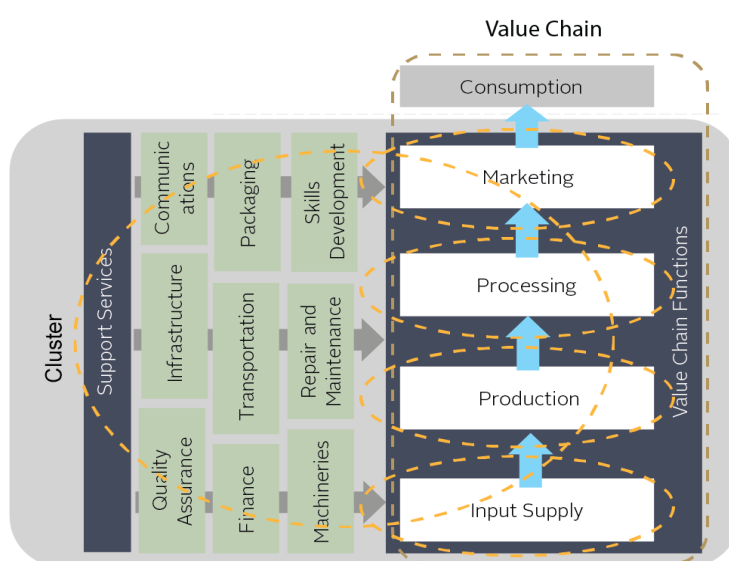 Value Chain
Consumption
Cluster
Support Services
Communic
ations
Packaging
Skills
Development
Marketing
Infrastructure
Transportation
Repair and
Maintenance
Processing
Production
Quality
Assurance
Finance
Machineries
Input Supply
Value Chain Functions